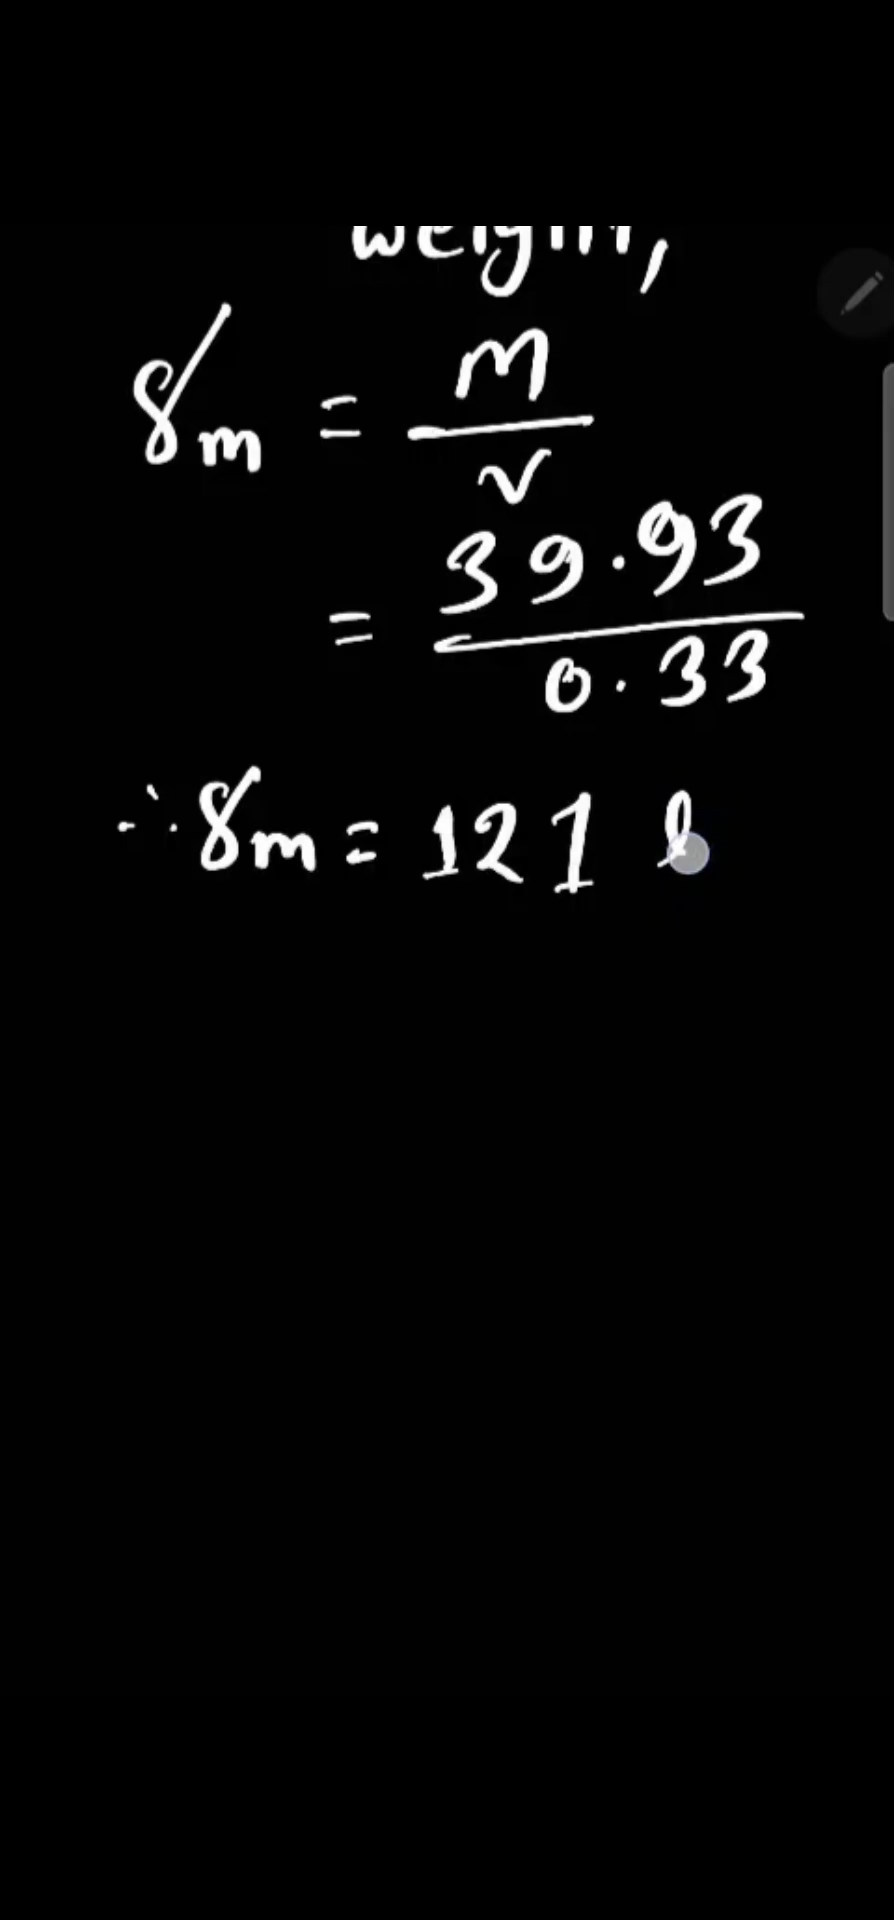 weight,
γm = M
V
= 39.93
0.33
∴ γm = 121 l